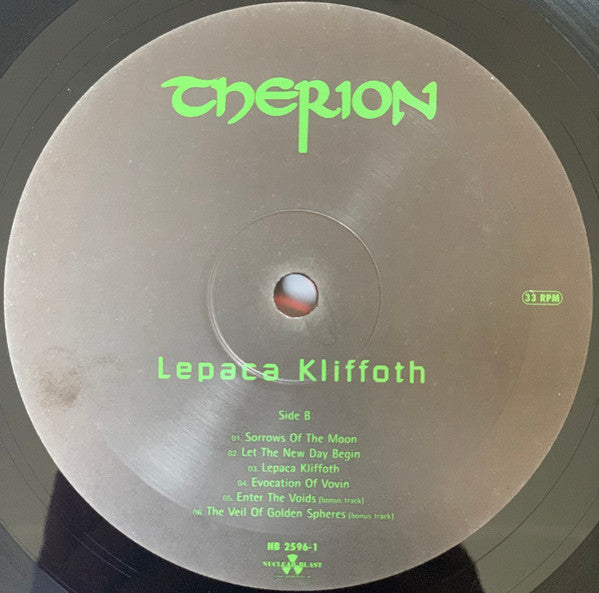 THERION
33 RPM
Lepaca Kliffoth
Side B
01. Sorrows Of The Moon
02. Let The New Day Begin
03. Lepaca Kliffoth
04. Evocation Of Vovin
05. Enter The Voids (bonus track)
06. The Veil Of Golden Spheres (bonus track)
NB 2596-1
NUCLEAR BLAST